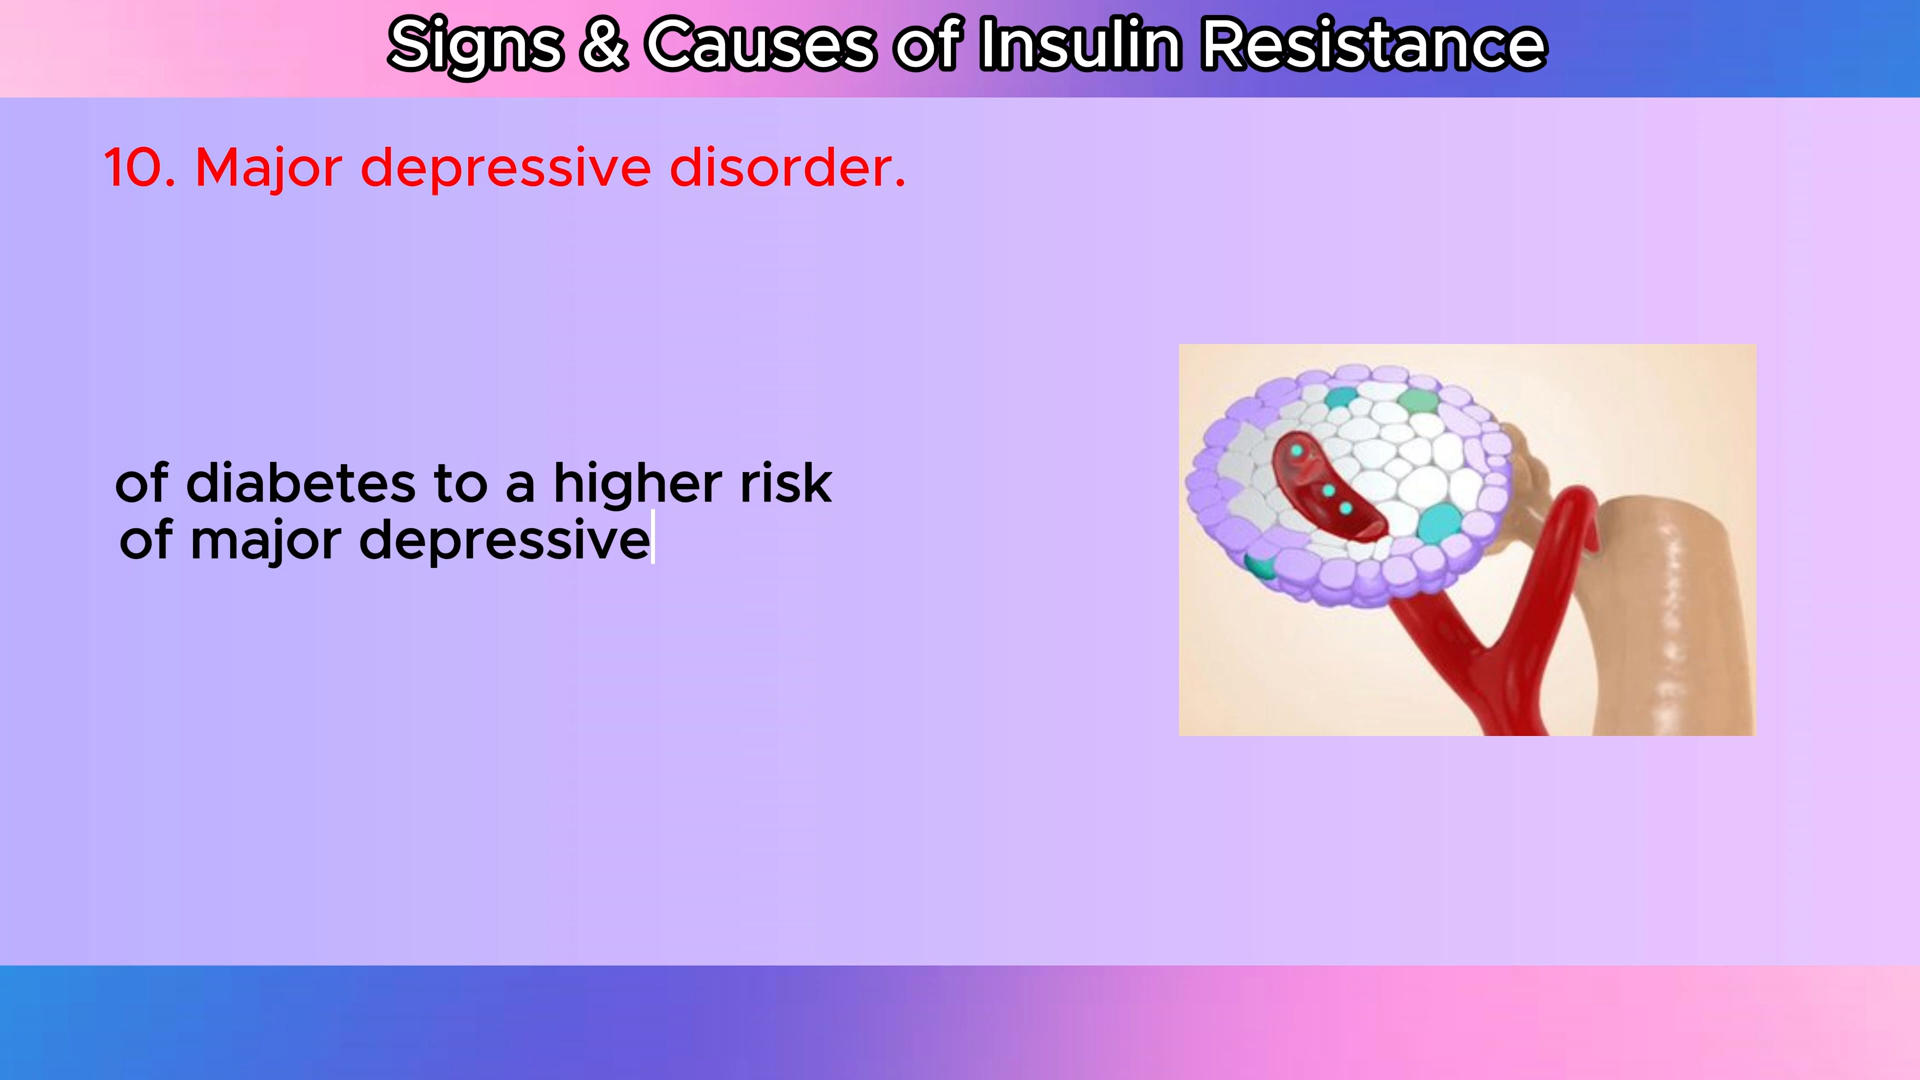 Signs & Causes of Insulin Resistance
10. Major depressive disorder.
of diabetes to a higher risk
of major depressive